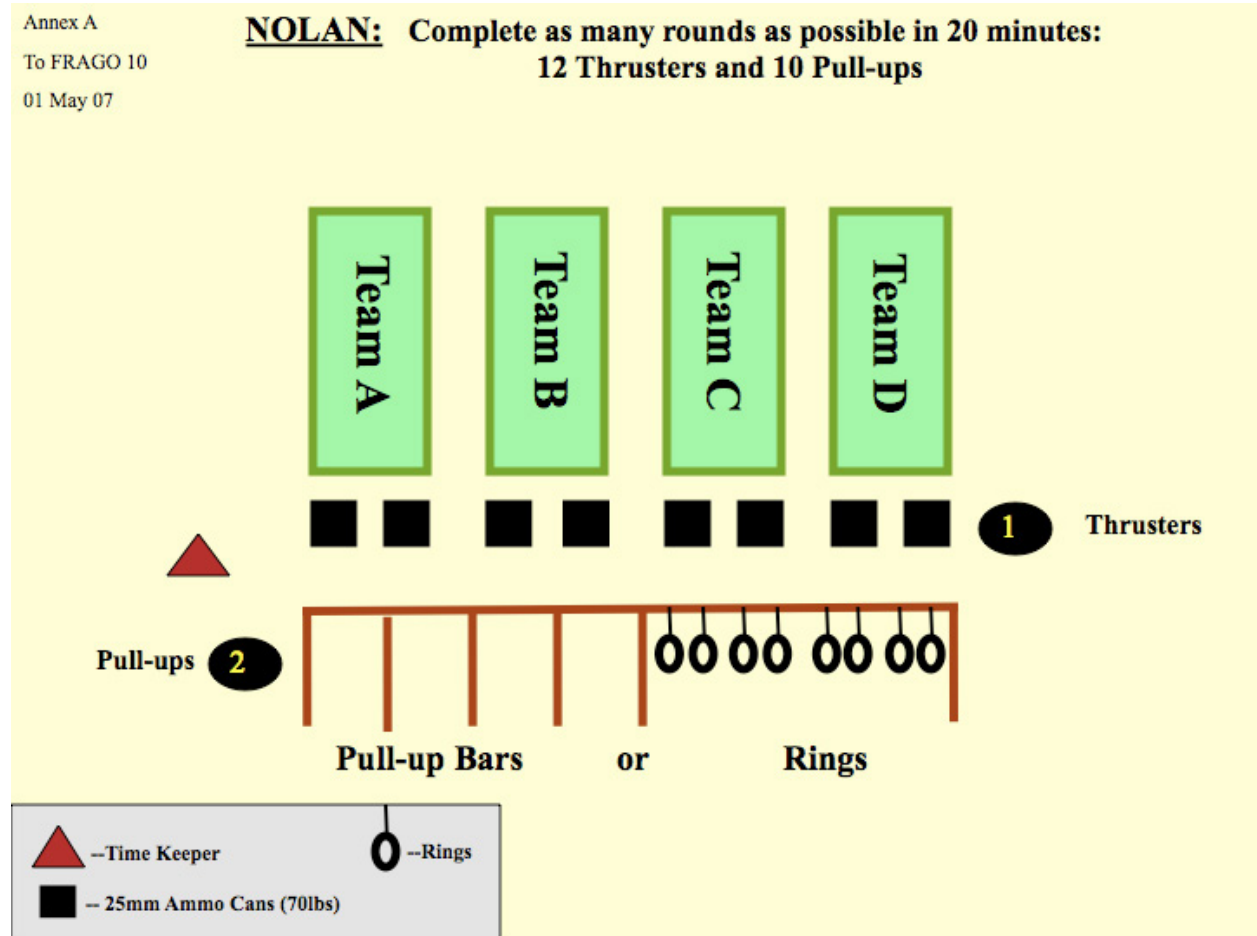 Annex A
To FRAGO 10
01 May 07
NOLAN: Complete as many rounds as possible in 20 minutes:
12 Thrusters and 10 Pull-ups
Team A
Team B
Team C
Team D
1 Thrusters
Pull-ups 2
Pull-up Bars or Rings
--Time Keeper --Rings
-- 25mm Ammo Cans (70lbs)